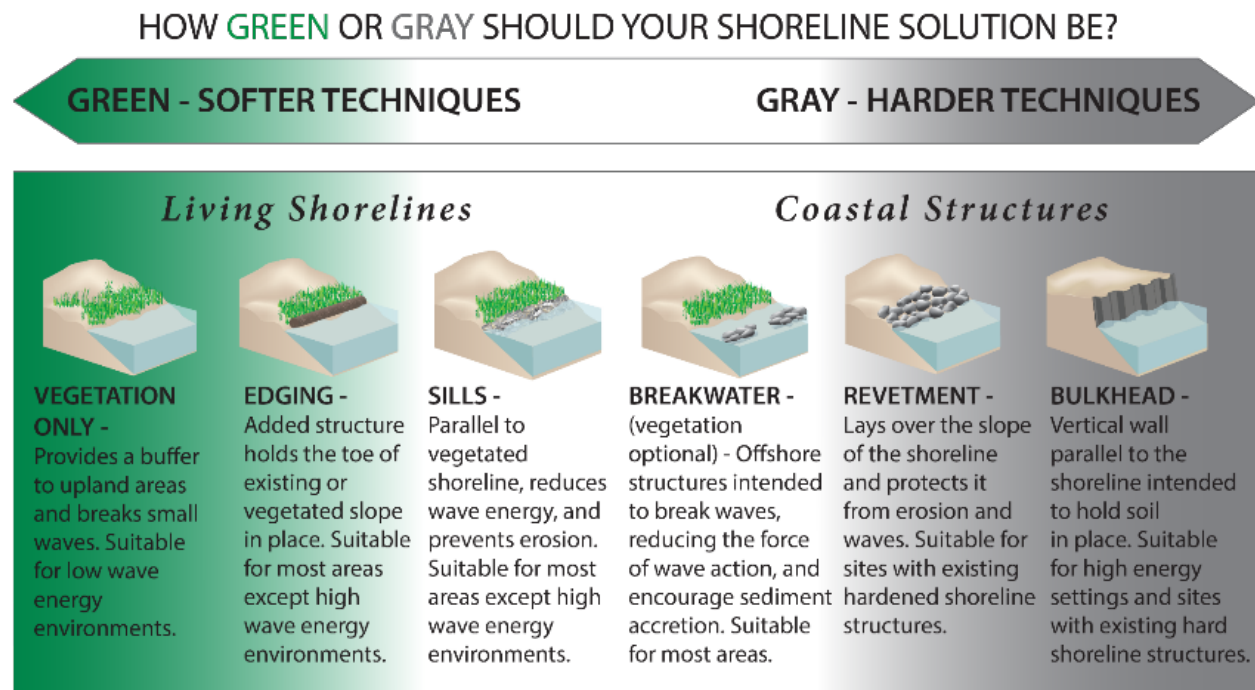 HOW GREEN OR GRAY SHOULD YOUR SHORELINE SOLUTION BE?
GREEN - SOFTER TECHNIQUES
GRAY - HARDER TECHNIQUES
Living Shorelines
Coastal Structures
VEGETATION
ONLY -
Provides a buffer
to upland areas
and breaks small
waves. Suitable
for low wave
energy
environments.
EDGING -
Added structure
holds the toe of
existing or
vegetated slope
in place. Suitable
for most areas
except high
wave energy
environments.
SILLS -
Parallel to
vegetated
shoreline, reduces
wave energy, and
prevents erosion.
Suitable for most
areas except high
wave energy
environments.
BREAKWATER -
(vegetation
optional) - Offshore
structures intended
to break waves,
reducing the force
of wave action, and
encourage sediment
accretion. Suitable
for most areas.
REVETMENT -
Lays over the slope
of the shoreline
and protects it
from erosion and
waves. Suitable for
sites with existing
hardened shoreline
structures.
BULKHEAD -
Vertical wall
parallel to the
shoreline intended
to hold soil
in place. Suitable
for high energy
settings and sites
with existing hard
shoreline structures.